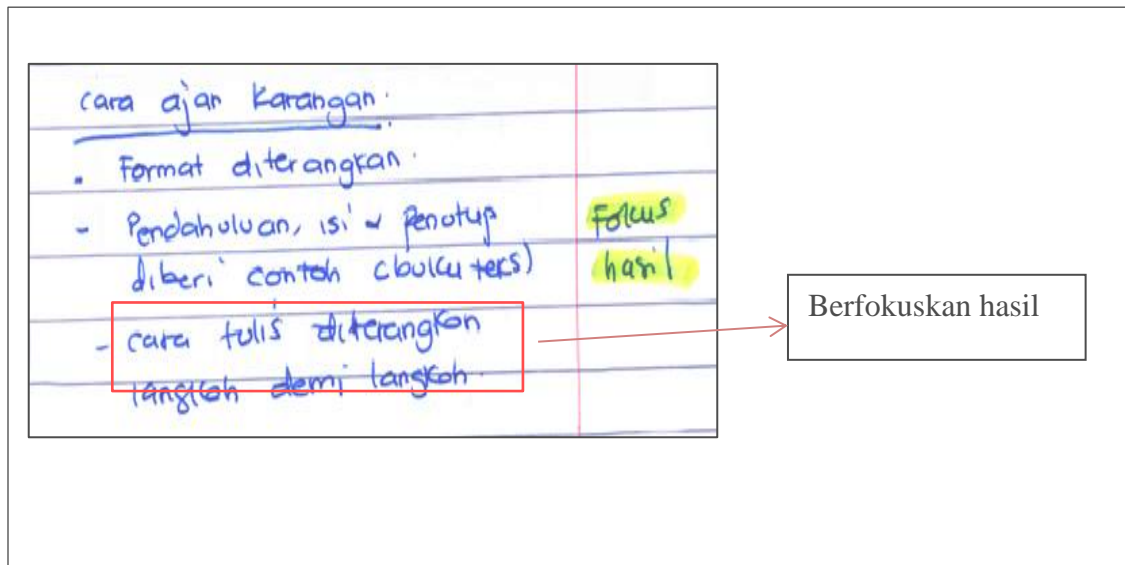 cara ajar Karangan.
. Format diterangkan.
- Pendahuluan, isi & Penutup
diberi contoh (buku teks)
- cara tulis diterangkan
langkah demi langkah.
Fokus
hasil
Berfokuskan hasil